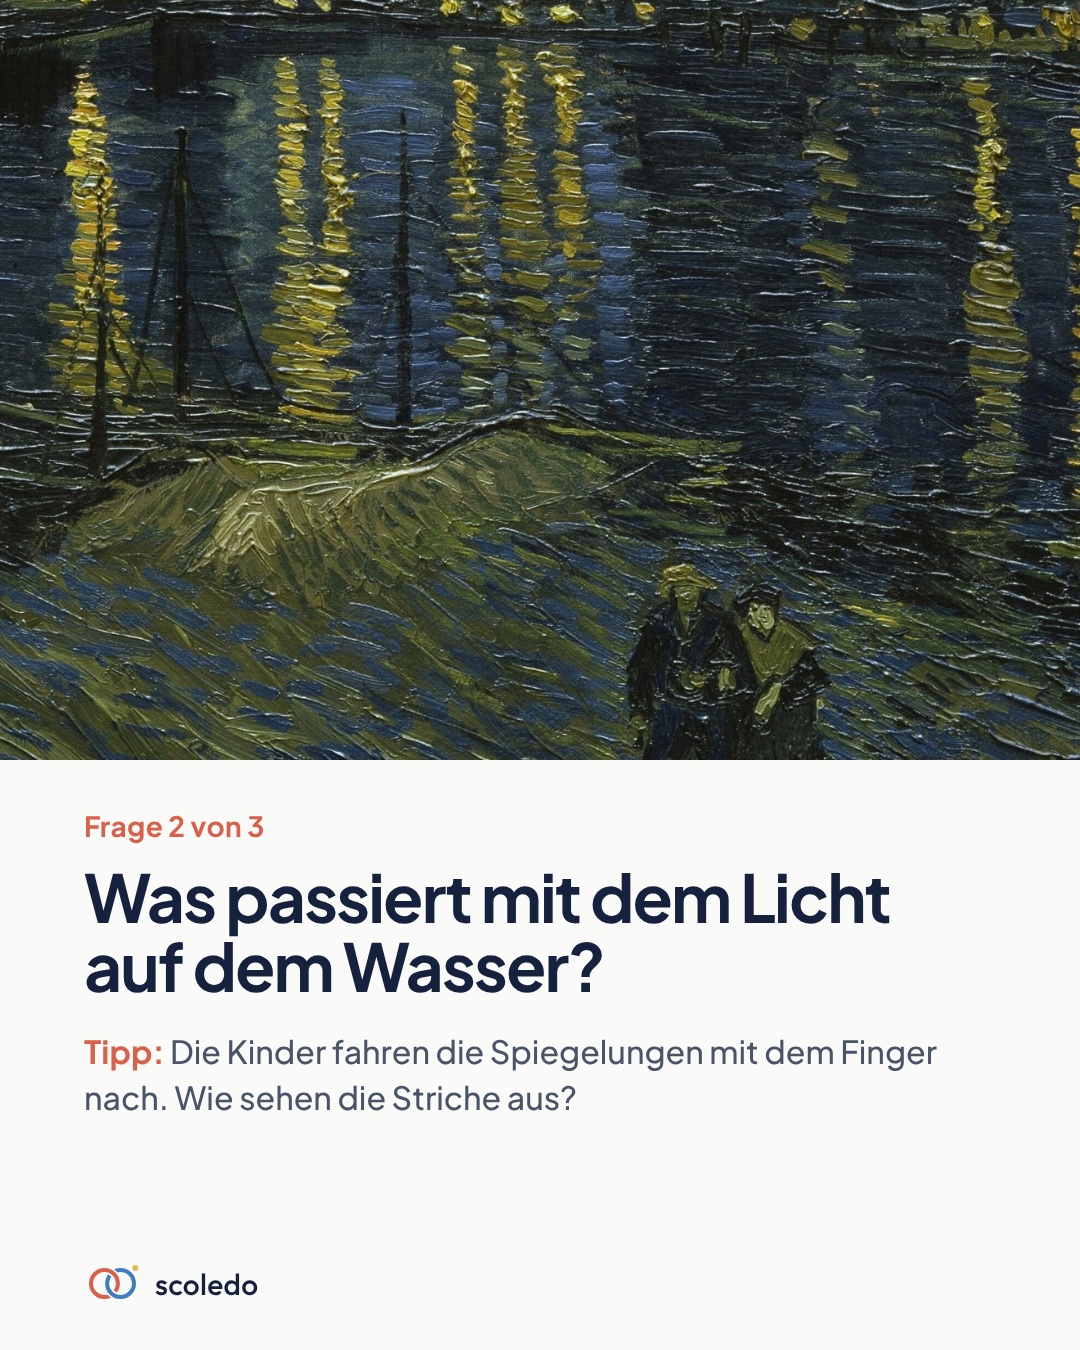 Frage 2 von 3
Was passiert mit dem Licht
auf dem Wasser?
Tipp: Die Kinder fahren die Spiegelungen mit dem Finger
nach. Wie sehen die Striche aus?
scoledo